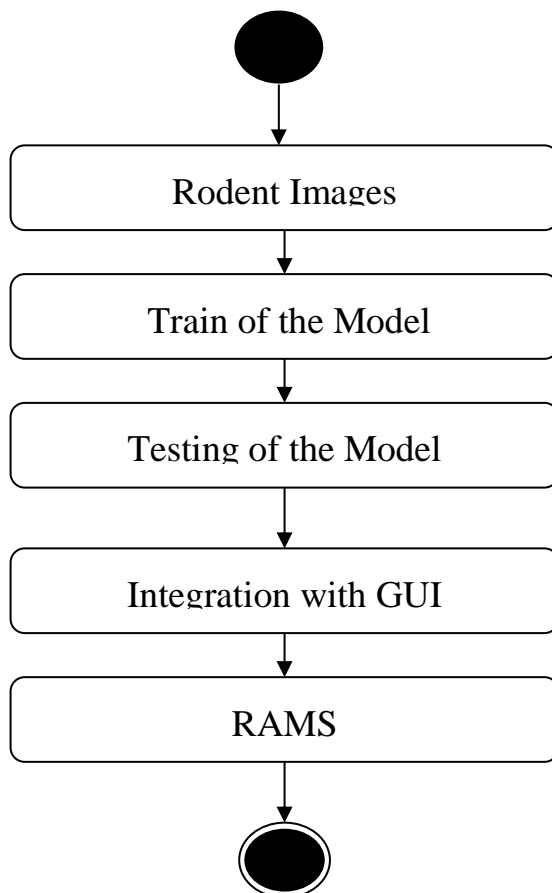 Rodent Images
Train of the Model
Testing of the Model
Integration with GUI
RAMS